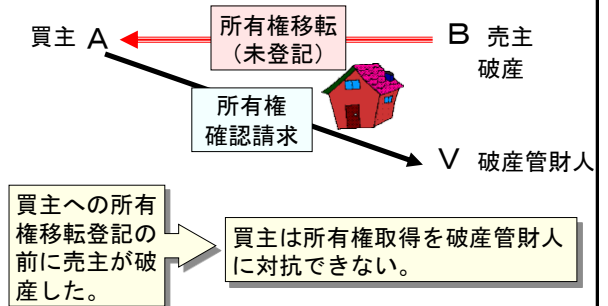 所有権移転
（未登記）
買主 A
B 売主
破産
所有権
確認請求
V 破産管財人
買主への所有
権移転登記の
前に売主が破
産した。
買主は所有権取得を破産管財人
に対抗できない。